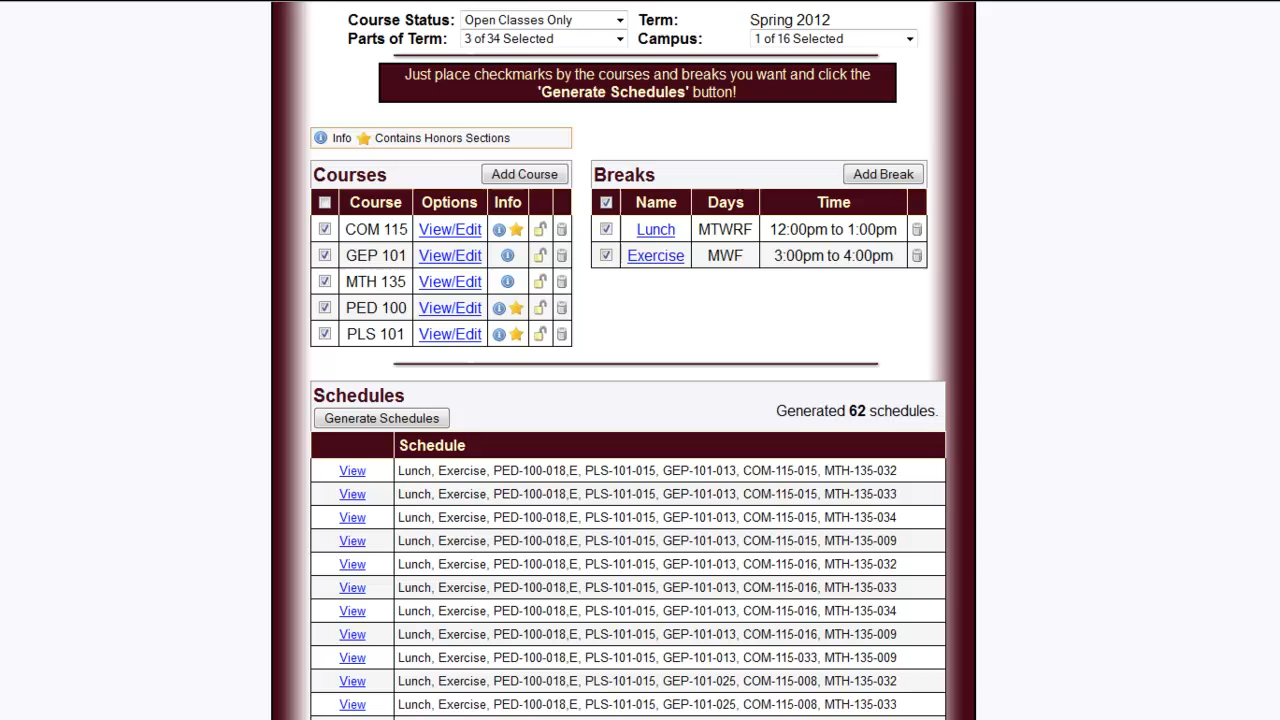 Course Status: Open Classes Only Term: Spring 2012
Parts of Term: 3 of 34 Selected Campus: 1 of 16 Selected
Just place checkmarks by the courses and breaks you want and click the
'Generate Schedules' button!
Info Contains Honors Sections
Courses Add Course
Course Options Info
COM 115 View/Edit
GEP 101 View/Edit
MTH 135 View/Edit
PED 100 View/Edit
PLS 101 View/Edit
Breaks Add Break
Name Days Time
Lunch MTWRF 12:00pm to 1:00pm
Exercise MWF 3:00pm to 4:00pm
Schedules
Generate Schedules
Generated 62 schedules.
Schedule
View Lunch, Exercise, PED-100-018,E, PLS-101-015, GEP-101-013, COM-115-015, MTH-135-032
View Lunch, Exercise, PED-100-018,E, PLS-101-015, GEP-101-013, COM-115-015, MTH-135-033
View Lunch, Exercise, PED-100-018,E, PLS-101-015, GEP-101-013, COM-115-015, MTH-135-034
View Lunch, Exercise, PED-100-018,E, PLS-101-015, GEP-101-013, COM-115-015, MTH-135-009
View Lunch, Exercise, PED-100-018,E, PLS-101-015, GEP-101-013, COM-115-016, MTH-135-032
View Lunch, Exercise, PED-100-018,E, PLS-101-015, GEP-101-013, COM-115-016, MTH-135-033
View Lunch, Exercise, PED-100-018,E, PLS-101-015, GEP-101-013, COM-115-016, MTH-135-034
View Lunch, Exercise, PED-100-018,E, PLS-101-015, GEP-101-013, COM-115-016, MTH-135-009
View Lunch, Exercise, PED-100-018,E, PLS-101-015, GEP-101-013, COM-115-033, MTH-135-009
View Lunch, Exercise, PED-100-018,E, PLS-101-015, GEP-101-025, COM-115-008, MTH-135-032
View Lunch, Exercise, PED-100-018,E, PLS-101-015, GEP-101-025, COM-115-008, MTH-135-033